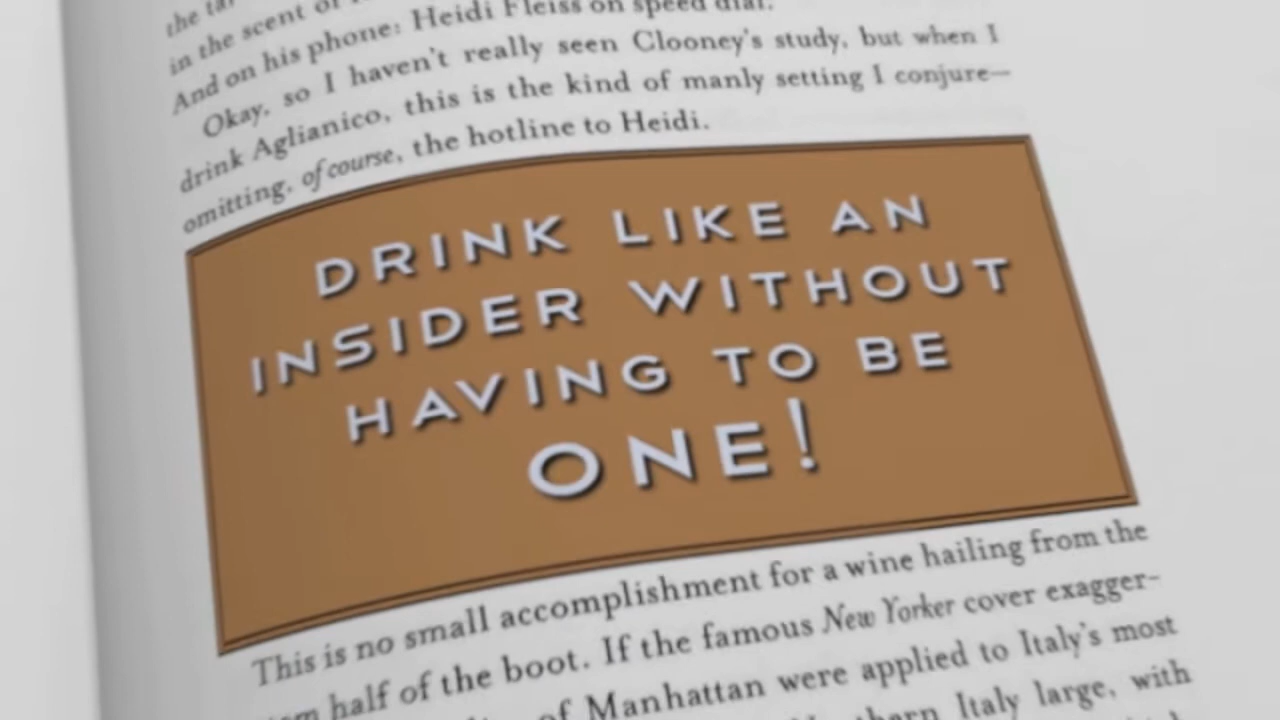 the
in the scent of
And on his phone: Heidi Fleiss on speed dial.
Okay, so I haven't really seen Clooney's study, but when I
drink Aglianico, this is the kind of manly setting I conjure—
omitting, of course, the hotline to Heidi.
DRINK LIKE AN
INSIDER WITHOUT
HAVING TO BE
ONE!
This is no small accomplishment for a wine hailing from the
half of the boot. If the famous New Yorker cover exagger-
of Manhattan were applied to Italy's most
Italy large, with